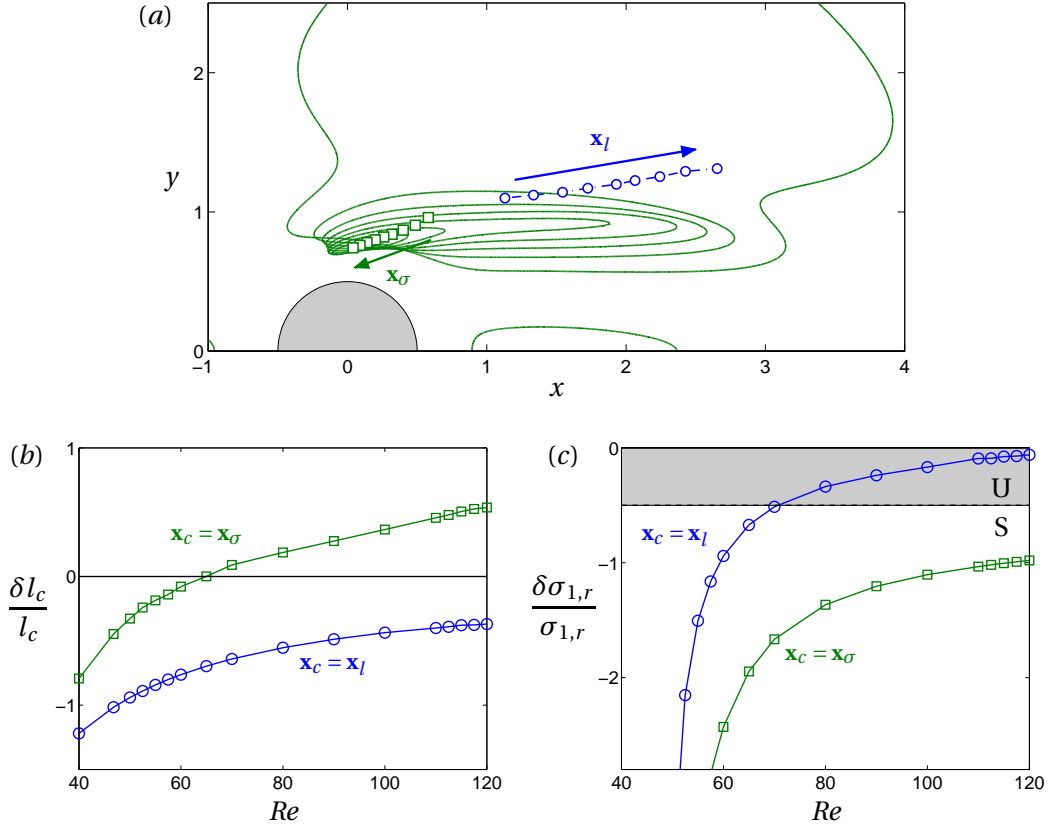 (a)
2
1
0
y
x_l
x_σ
−1 0 1 2 3 4
x
(b)
1
0
−1
δl_c
l_c
x_c = x_σ
x_c = x_l
40 60 80 100 120
Re
(c)
0
−1
−2
δσ_{1,r}
σ_{1,r}
U
S
x_c = x_l
x_c = x_σ
40 60 80 100 120
Re